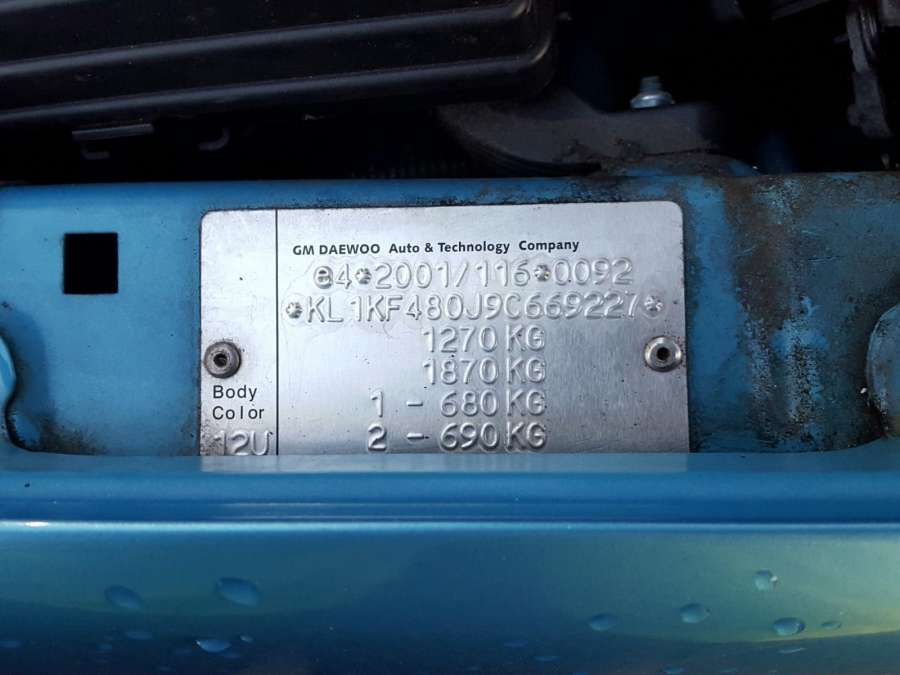 GM DAEWOO Auto & Technology Company
e4*2001/116*0092
*KL1KF480J9C669227*
1270 KG
1870 KG
1 - 680 KG
2 - 690 KG
Body
Color
12U